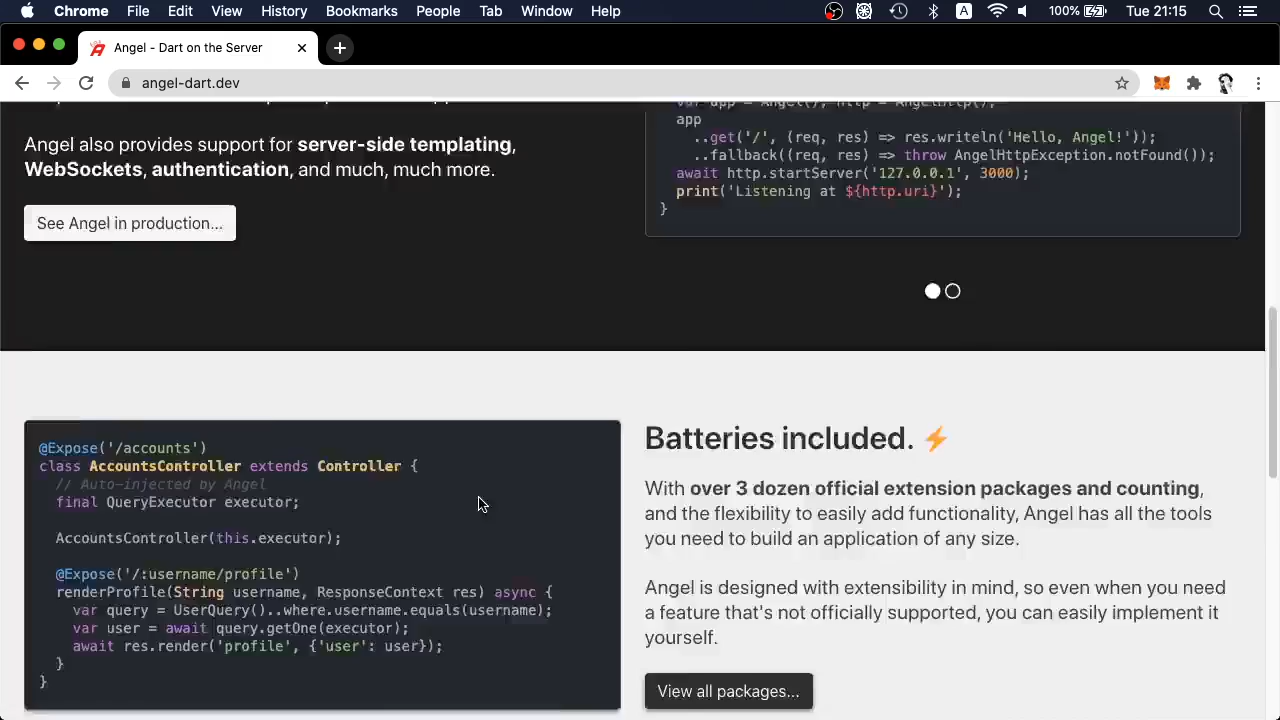 Chrome File Edit View History Bookmarks People Tab Window Help
A 100% Tue 21:15
Angel - Dart on the Server
angel-dart.dev
Angel also provides support for server-side templating,
WebSockets, authentication, and much, much more.
See Angel in production...
var app = Angel(), http = AngelHttp();
app
..get('/', (req, res) => res.writeln('Hello, Angel!'));
..fallback((req, res) => throw AngelHttpException.notFound());
await http.startServer('127.0.0.1', 3000);
print('Listening at ${http.uri}');
}
@Expose('/accounts')
class AccountsController extends Controller {
// Auto-injected by Angel
final QueryExecutor executor;
AccountsController(this.executor);
@Expose('/:username/profile')
renderProfile(String username, ResponseContext res) async {
var query = UserQuery()..where.username.equals(username);
var user = await query.getOne(executor);
await res.render('profile', {'user': user});
}
}
Batteries included. ⚡
With over 3 dozen official extension packages and counting,
and the flexibility to easily add functionality, Angel has all the tools
you need to build an application of any size.
Angel is designed with extensibility in mind, so even when you need
a feature that's not officially supported, you can easily implement it
yourself.
View all packages...